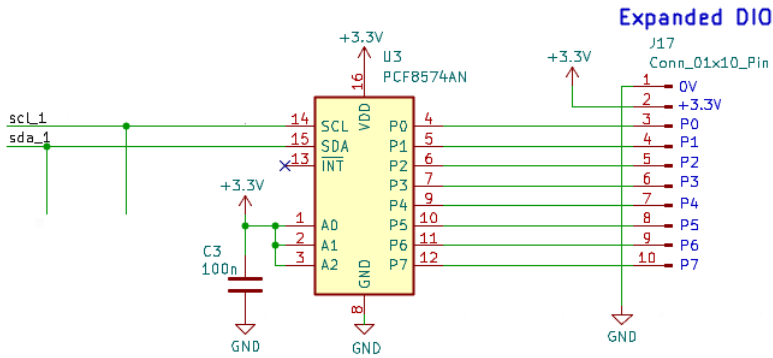 Expanded DIO
+3.3V
U3
PCF8574AN
+3.3V
J17
Conn_01x10_Pin
16
VDD
1 0V
2 +3.3V
scl_1
14 SCL P0 4 3 P0
sda_1
15 SDA P1 5 4 P1
13 INT P2 6 5 P2
P3 7 6 P3
+3.3V
P4 9 7 P4
1 A0 P5 10 8 P5
2 A1 P6 11 9 P6
3 A2 P7 12 10 P7
C3
100n
GND
8
GND
GND
GND